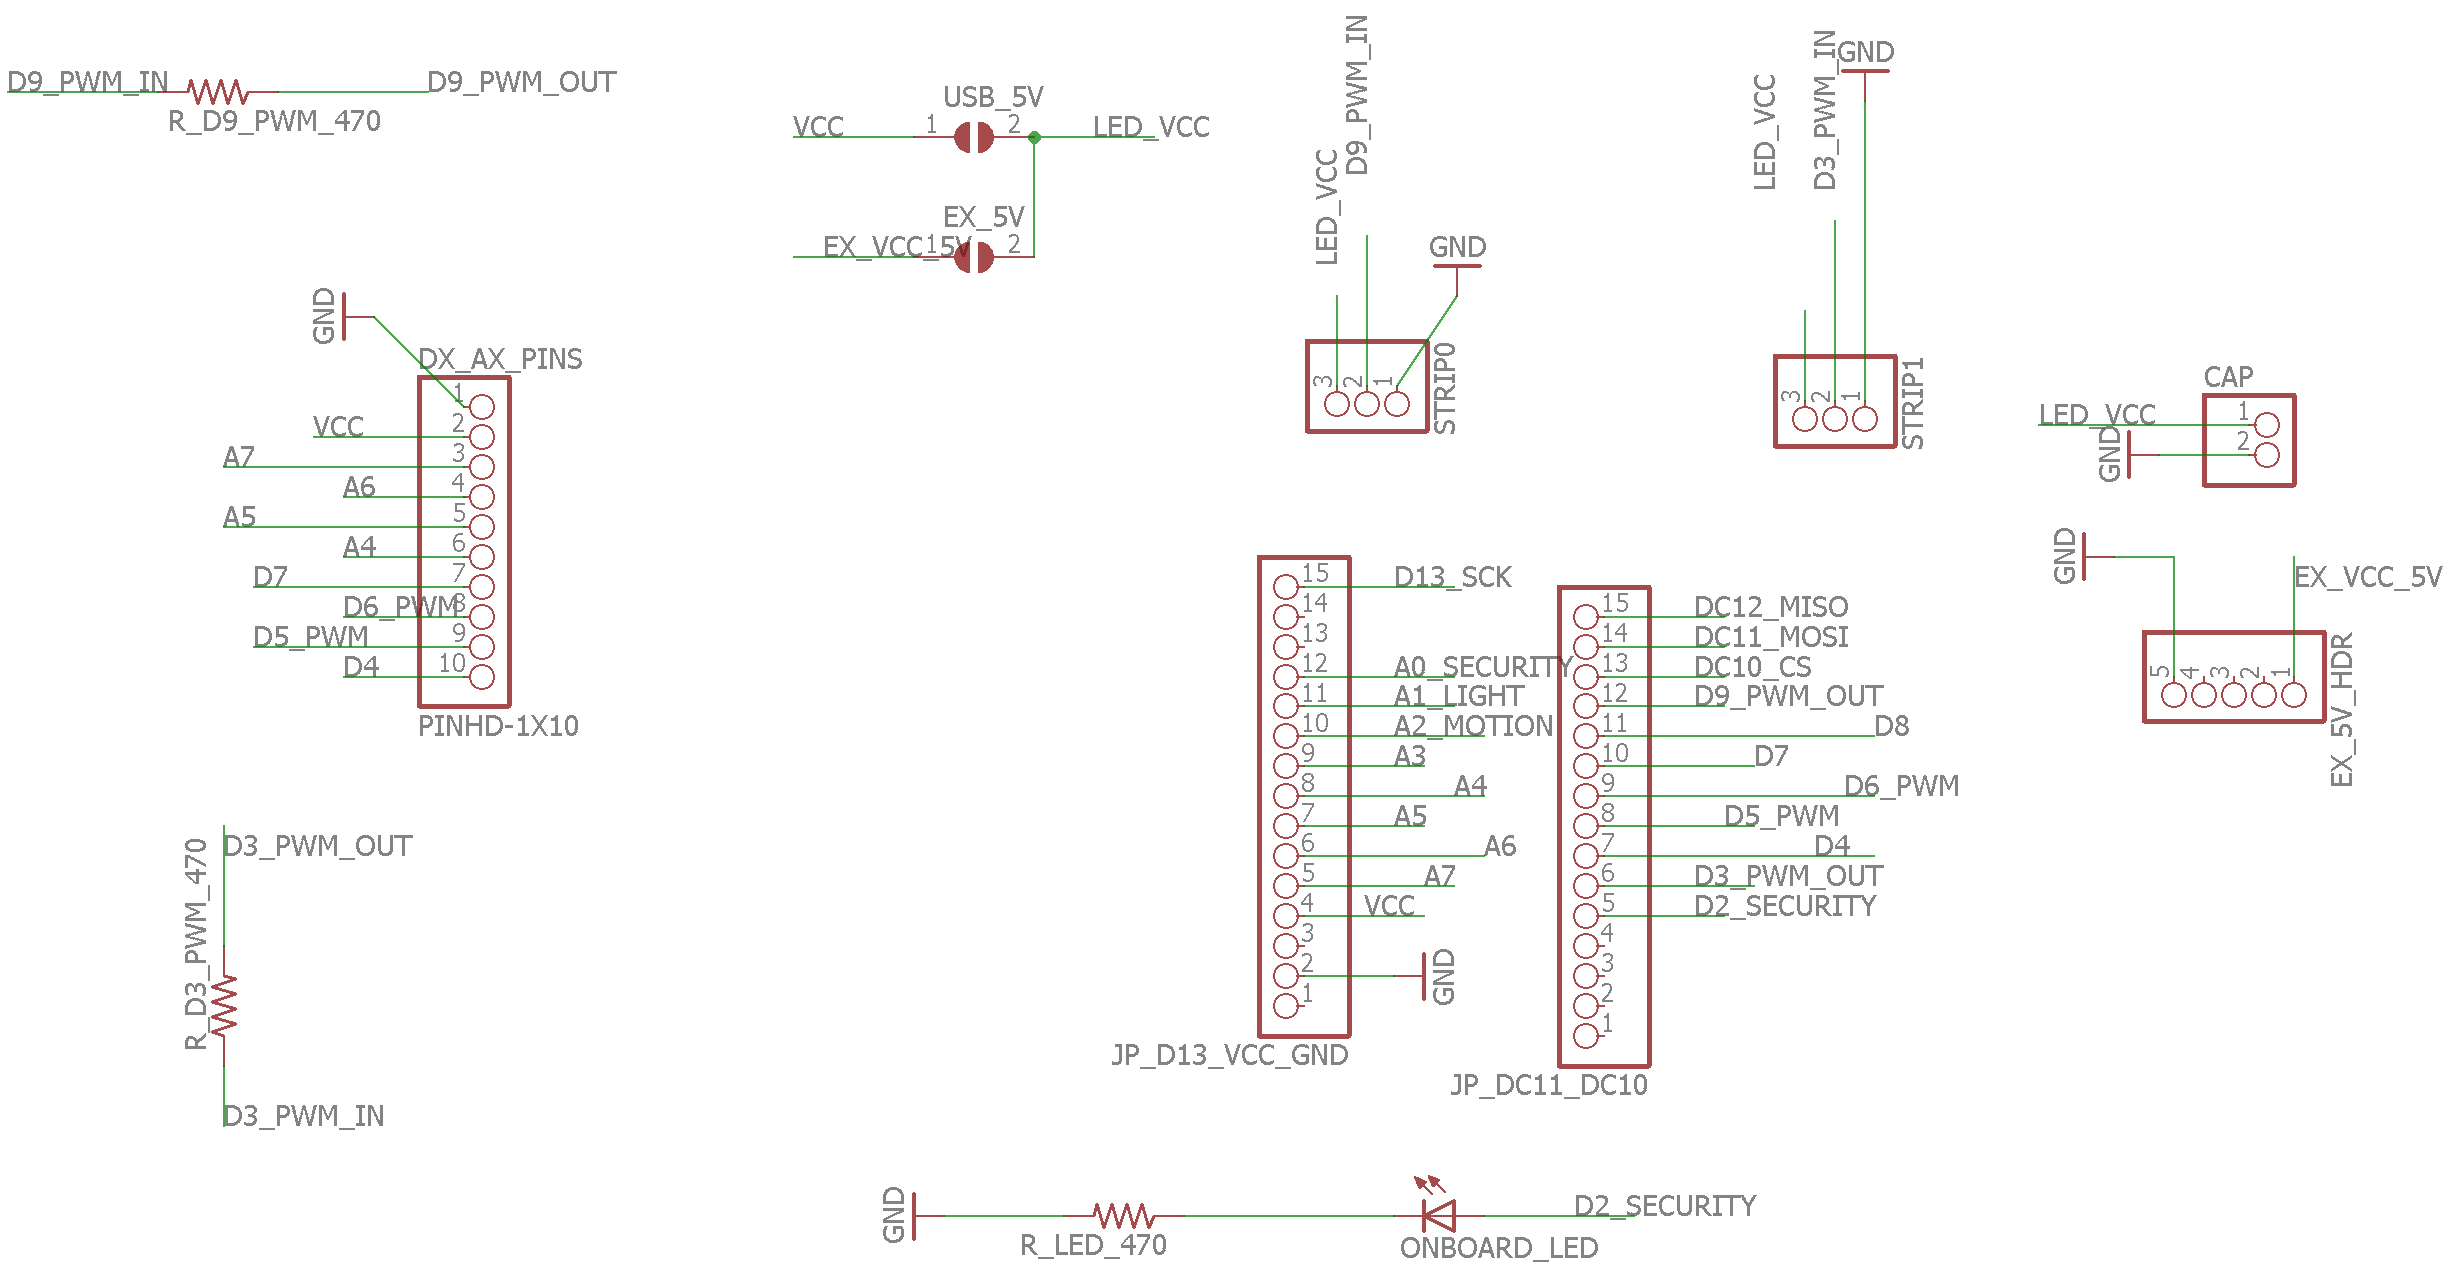 D9_PWM_IN
D9_PWM_OUT
R_D9_PWM_470
USB_5V
VCC
1
2
LED_VCC
EX_5V
EX_VCC_5V
1
2
LED_VCC
D9_PWM_IN
GND
3
2
1
STRIP0
LED_VCC
D3_PWM_IN
GND
3
2
1
STRIP1
CAP
LED_VCC
1
GND
2
GND
EX_VCC_5V
5
4
3
2
1
EX_5V_HDR
GND
DX_AX_PINS
1
VCC
2
A7
3
A6
4
A5
5
A4
6
D7
7
D6_PWM
8
D5_PWM
9
D4
10
PINHD-1X10
D3_PWM_OUT
R_D3_PWM_470
D3_PWM_IN
15
D13_SCK
14
13
12
A0_SECURITY
11
A1_LIGHT
10
A2_MOTION
9
A3
8
A4
7
A5
6
A6
5
A7
4
VCC
3
2
GND
1
JP_D13_VCC_GND
15
DC12_MISO
14
DC11_MOSI
13
DC10_CS
12
D9_PWM_OUT
11
D8
10
D7
9
D6_PWM
8
D5_PWM
7
D4
6
D3_PWM_OUT
5
D2_SECURITY
4
3
2
1
JP_DC11_DC10
GND
R_LED_470
ONBOARD_LED
D2_SECURITY